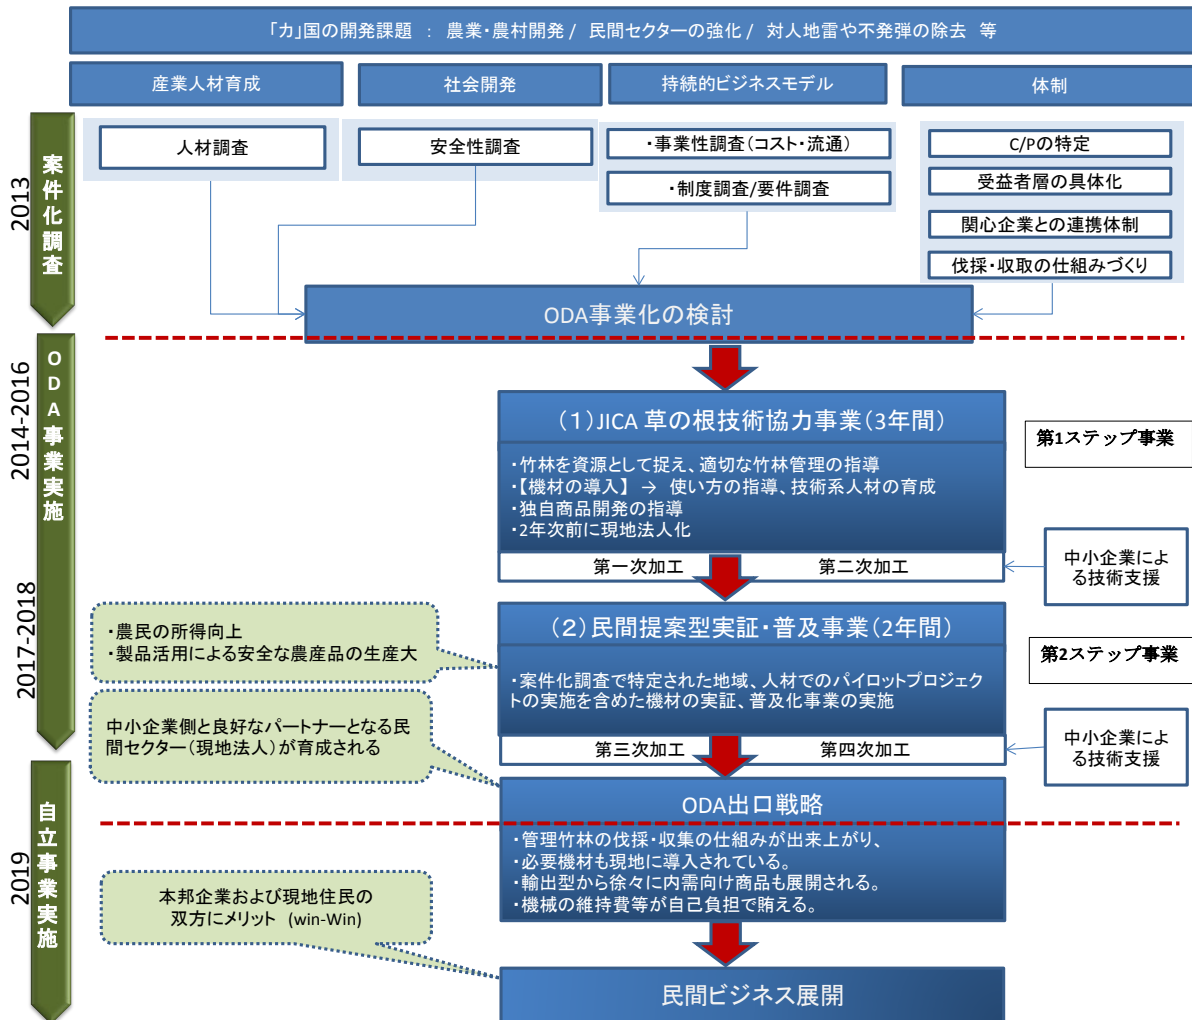 「カ」国の開発課題 ： 農業・農村開発 / 民間セクターの強化 / 対人地雷や不発弾の除去 等
産業人材育成
社会開発
持続的ビジネスモデル
体制
2013
案件化調査
人材調査
安全性調査
・事業性調査(コスト・流通)
・制度調査/要件調査
C/Pの特定
受益者層の具体化
関心企業との連携体制
伐採・収取の仕組みづくり
ODA事業化の検討
2014-2016
ODA事業実施
（１）JICA 草の根技術協力事業(3年間)
第1ステップ事業
・竹林を資源として捉え、適切な竹林管理の指導
・【機材の導入】 → 使い方の指導、技術系人材の育成
・独自商品開発の指導
・2年次前に現地法人化
第一次加工
第二次加工
中小企業によ
る技術支援
2017-2018
・農民の所得向上
・製品活用による安全な農産品の生産大
（２）民間提案型実証・普及事業(2年間)
第2ステップ事業
・案件化調査で特定された地域、人材でのパイロットプロジェク
トの実施を含めた機材の実証、普及化事業の実施
中小企業側と良好なパートナーとなる民
間セクター(現地法人)が育成される
第三次加工
第四次加工
中小企業によ
る技術支援
2019
自立事業実施
ODA出口戦略
・管理竹林の伐採・収集の仕組みが出来上がり、
・必要機材も現地に導入されている。
・輸出型から徐々に内需向け商品も展開される。
・機械の維持費等が自己負担で賄える。
本邦企業および現地住民の
双方にメリット (win-Win)
民間ビジネス展開